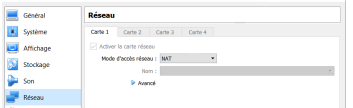 Général
Système
Affichage
Stockage
Son
Réseau
Réseau
Carte 1 Carte 2 Carte 3 Carte 4
Activer la carte réseau
Mode d'accès réseau : NAT
Nom :
Avancé